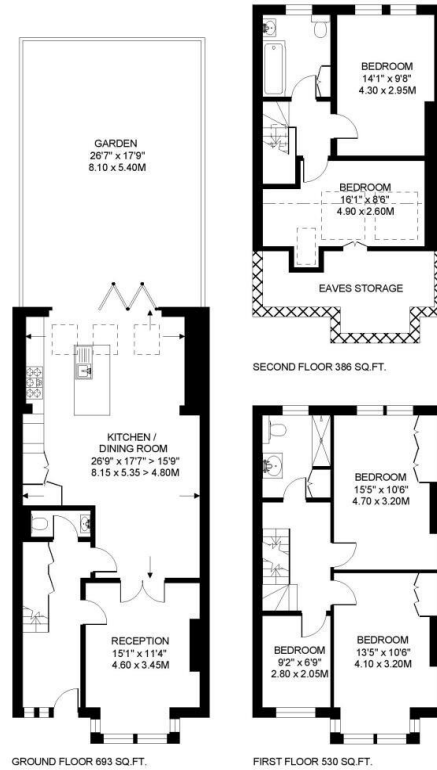 GARDEN
26'7" x 17'9"
8.10 x 5.40M
KITCHEN /
DINING ROOM
26'9" x 17'7" > 15'9"
8.15 x 5.35 > 4.80M
RECEPTION
15'1" x 11'4"
4.60 x 3.45M
GROUND FLOOR 693 SQ.FT.
BEDROOM
14'1" x 9'8"
4.30 x 2.95M
BEDROOM
16'1" x 8'6"
4.90 x 2.60M
EAVES STORAGE
SECOND FLOOR 386 SQ.FT.
BEDROOM
15'5" x 10'6"
4.70 x 3.20M
BEDROOM
9'2" x 6'9"
2.80 x 2.05M
BEDROOM
13'5" x 10'6"
4.10 x 3.20M
FIRST FLOOR 530 SQ.FT.